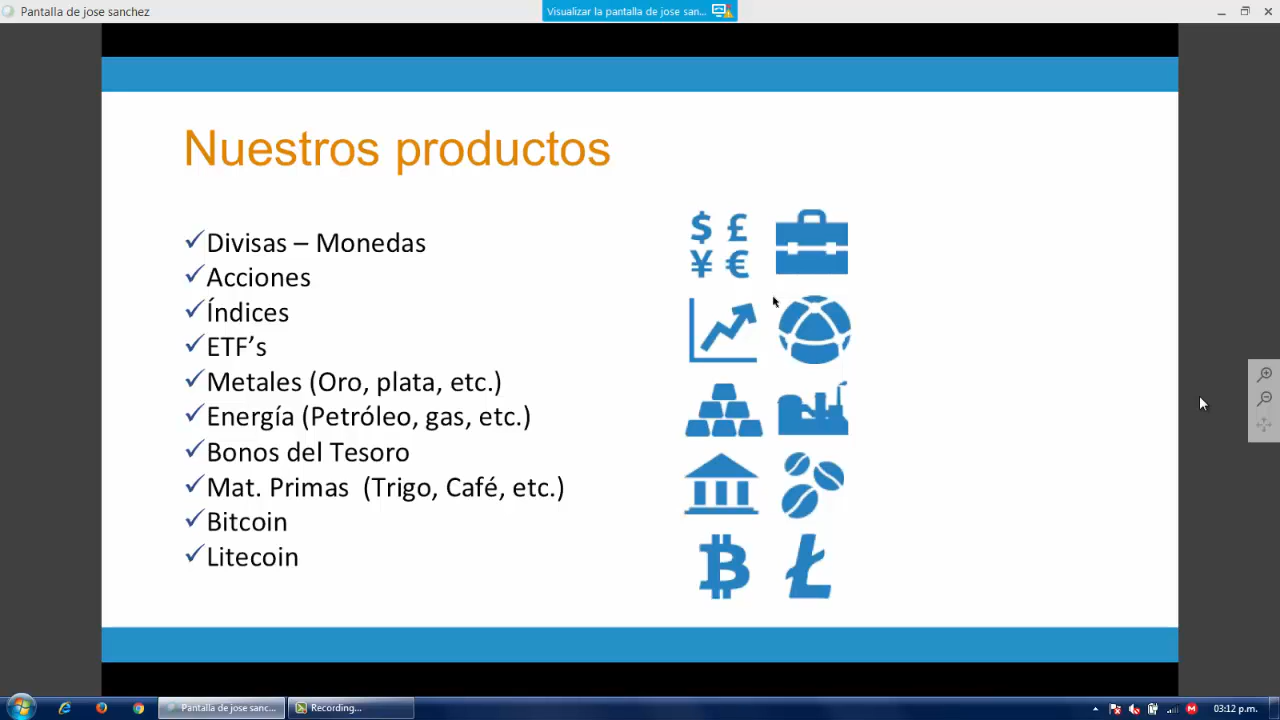 Pantalla de jose sanchez
Visualizar la pantalla de jose san...
Nuestros productos
Divisas – Monedas
Acciones
Índices
ETF’s
Metales (Oro, plata, etc.)
Energía (Petróleo, gas, etc.)
Bonos del Tesoro
Mat. Primas (Trigo, Café, etc.)
Bitcoin
Litecoin
$ £
¥ €
Pantalla de jose sanc...
Recording...
03:12 p.m.